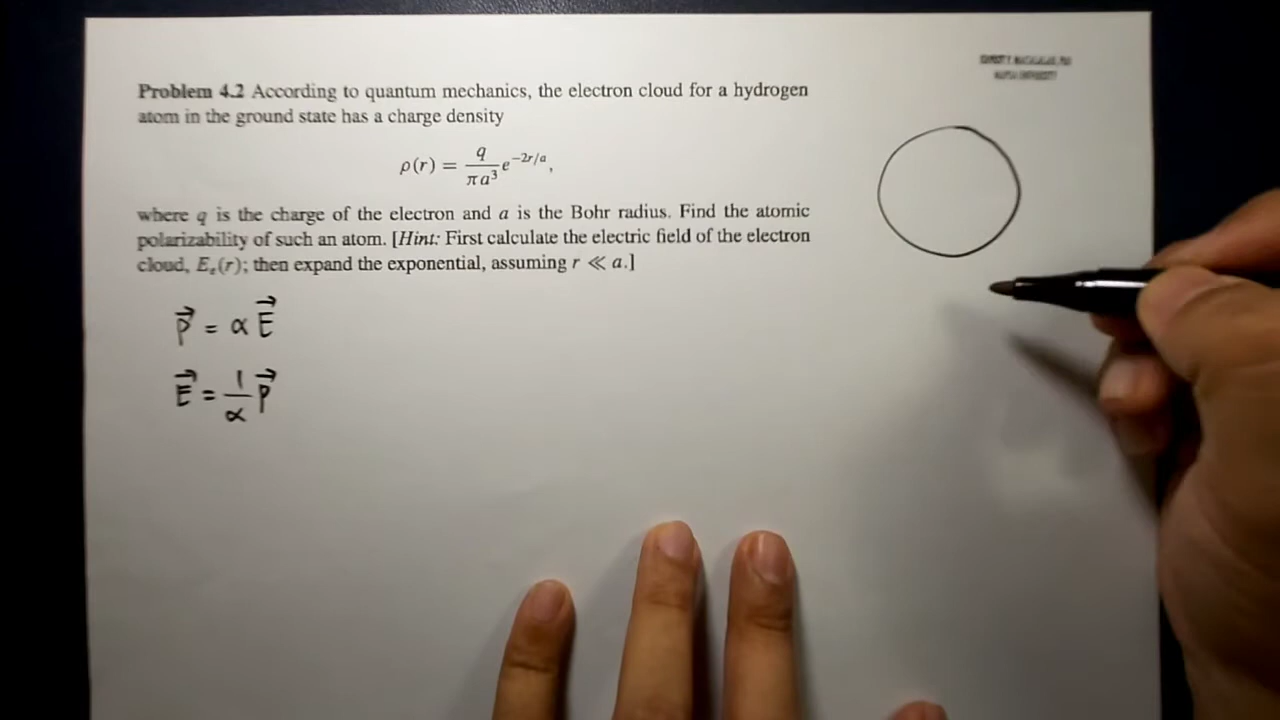 Problem 4.2 According to quantum mechanics, the electron cloud for a hydrogen
atom in the ground state has a charge density
ρ(r) = q/πa³ e^−2r/a,
where q is the charge of the electron and a is the Bohr radius. Find the atomic
polarizability of such an atom. [Hint: First calculate the electric field of the electron
cloud, Eₑ(r); then expand the exponential, assuming r ≪ a.]
p⃗ = α E⃗
E⃗ = 1/α p⃗